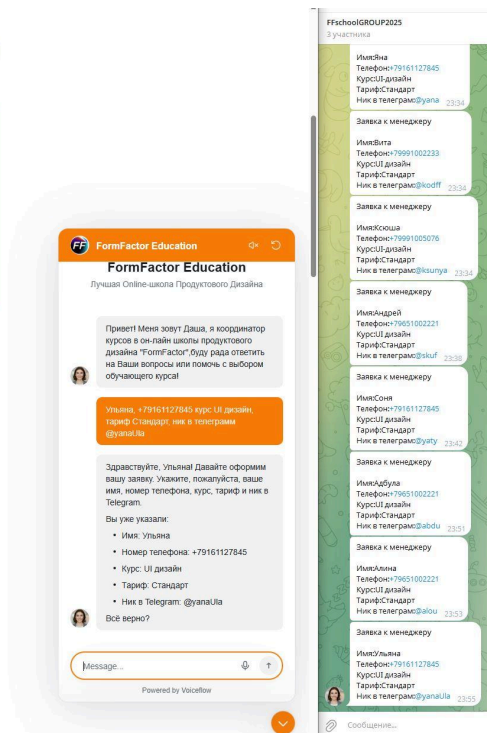 FormFactor Education
FormFactor Education
Лучшая Online-школа Продуктового Дизайна
Привет! Меня зовут Даша, я координатор
курсов в он-лайн школы продуктового
дизайна "FormFactor",буду рада ответить
на Ваши вопросы или помочь с выбором
обучающего курса!
Ульяна, +79161127845 курс UI дизайн,
тариф Стандарт, ник в телеграмм
@yanaUla
Здравствуйте, Ульяна! Давайте оформим
вашу заявку. Укажите, пожалуйста, ваше
имя, номер телефона, курс, тариф и ник в
Telegram.
Вы уже указали:
• Имя: Ульяна
• Номер телефона: +79161127845
• Курс: UI дизайн
• Тариф: Стандарт
• Ник в Telegram: @yanaUla
Всё верно?
Message...
Powered by Voiceflow
FFschoolGROUP2025
3 участника
Имя:Яна
Телефон:+79161127845
Курс:UI-дизайн
Тариф:Стандарт
Ник в телеграм:@yana 23:34
Заявка к менеджеру
Имя:Вита
Телефон:+79991002233
Курс:UI дизайн
Тариф:Стандарт
Ник в телеграм:@kodff 23:34
Заявка к менеджеру
Имя:Ксюша
Телефон:+79991005076
Курс:UI-дизайн
Тариф:Стандарт
Ник в телеграм:@ksunya 23:34
Заявка к менеджеру
Имя:Андрей
Телефон:+79651002221
Курс:UI дизайн
Тариф:Стандарт
Ник в телеграм:@skuf 23:38
Заявка к менеджеру
Имя:Соня
Телефон:+79161127845
Курс:UI дизайн
Тариф:Стандарт
Ник в телеграм:@yaty 23:42
Заявка к менеджеру
Имя:Адбула
Телефон:+79651002221
Курс:UI дизайн
Тариф:Стандарт
Ник в телеграм:@abdu 23:51
Заявка к менеджеру
Имя:Алина
Телефон:+79651002221
Курс:UI дизайн
Тариф:Стандарт
Ник в телеграм:@alou 23:53
Заявка к менеджеру
Имя:Ульяна
Телефон:+79161127845
Курс:UI дизайн
Тариф:Стандарт
Ник в телеграм:@yanaUla 23:55
Сообщение...